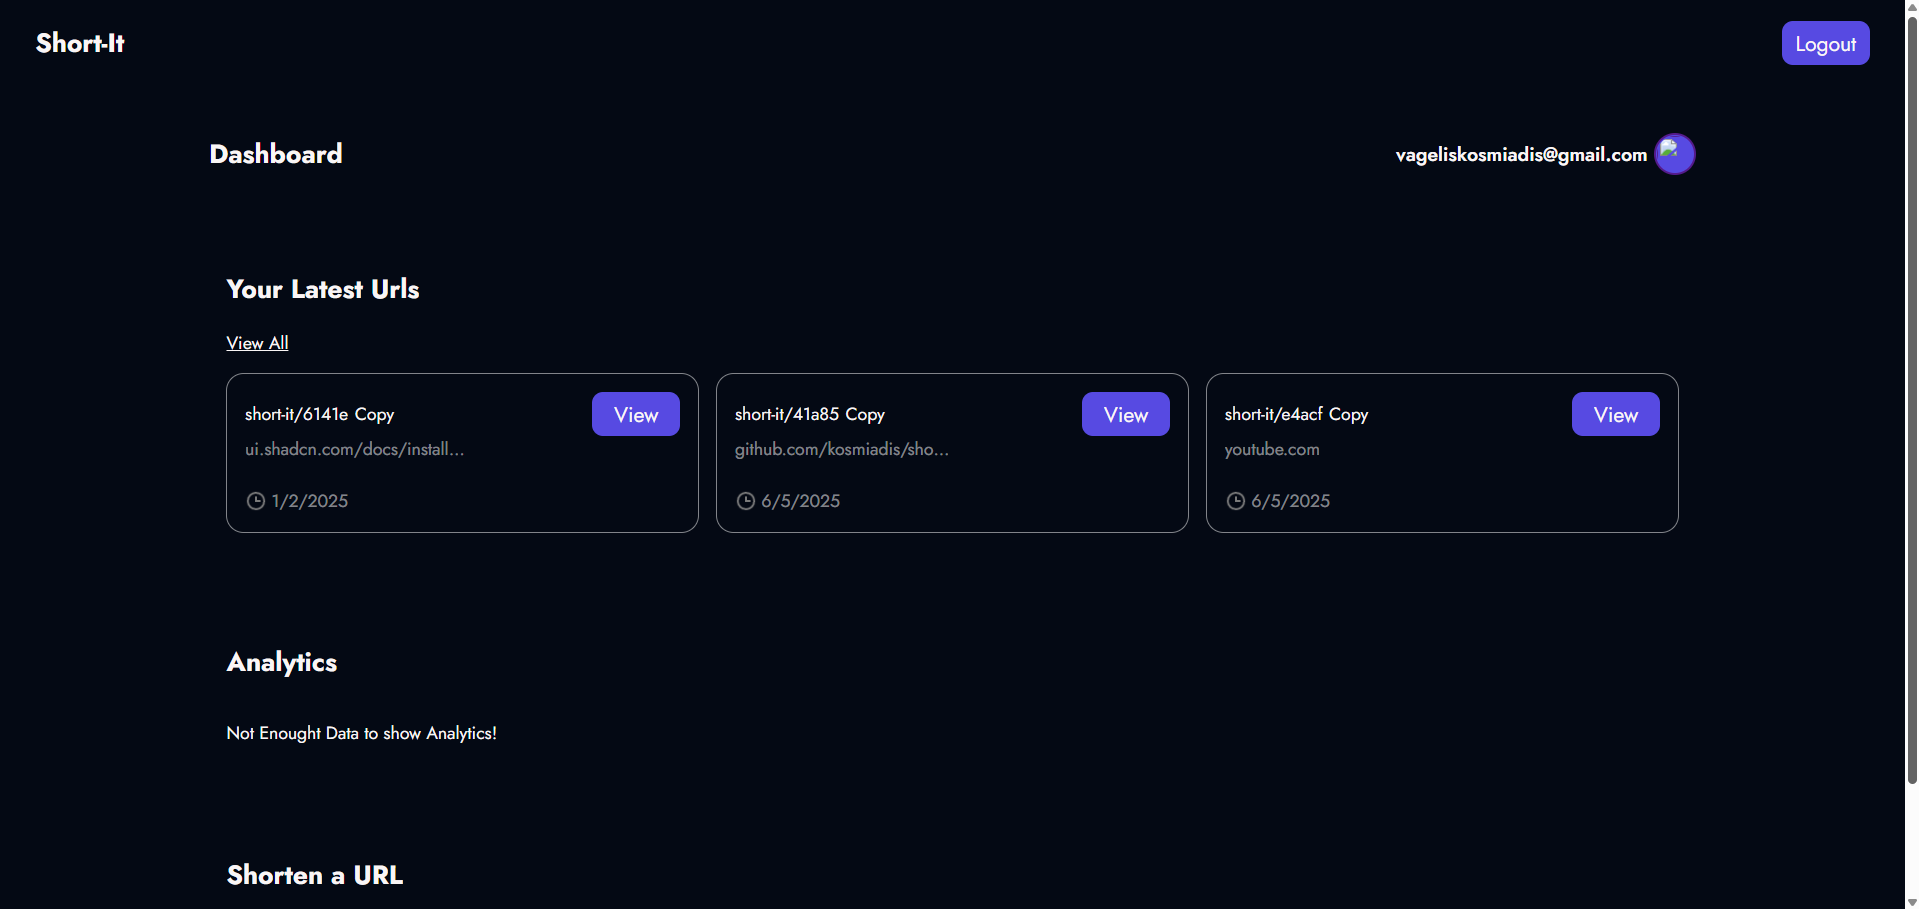 Short-It
Logout
Dashboard
vageliskosmiadis@gmail.com
Your Latest Urls
View All
short-it/6141e Copy
View
ui.shadcn.com/docs/install...
1/2/2025
short-it/41a85 Copy
View
github.com/kosmiadis/sho...
6/5/2025
short-it/e4acf Copy
View
youtube.com
6/5/2025
Analytics
Not Enought Data to show Analytics!
Shorten a URL